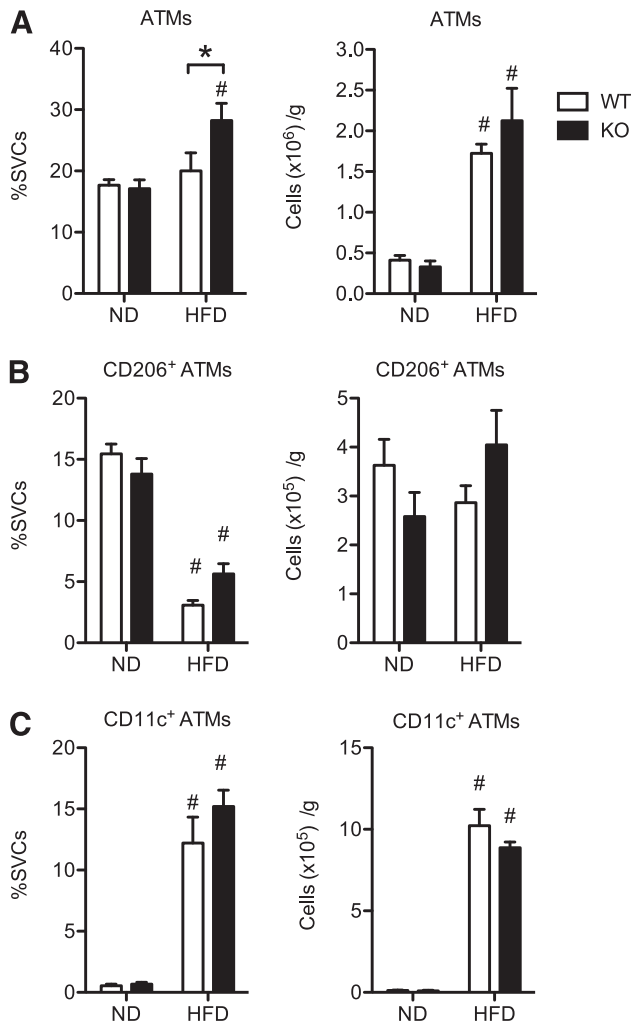 A
ATMs
ATMs
40
30
20
10
0
%SVCs
*
#
ND
HFD
3.0
2.5
2.0
1.5
1.0
0.5
0.0
Cells (x10⁶) /g
#
#
ND
HFD
WT
KO
B
CD206⁺ ATMs
CD206⁺ ATMs
20
15
10
5
0
%SVCs
#
#
ND
HFD
5
4
3
2
1
0
Cells (x10⁵) /g
ND
HFD
C
CD11c⁺ ATMs
CD11c⁺ ATMs
20
15
10
5
0
%SVCs
#
#
ND
HFD
15
10
5
0
Cells (x10⁵) /g
#
#
ND
HFD